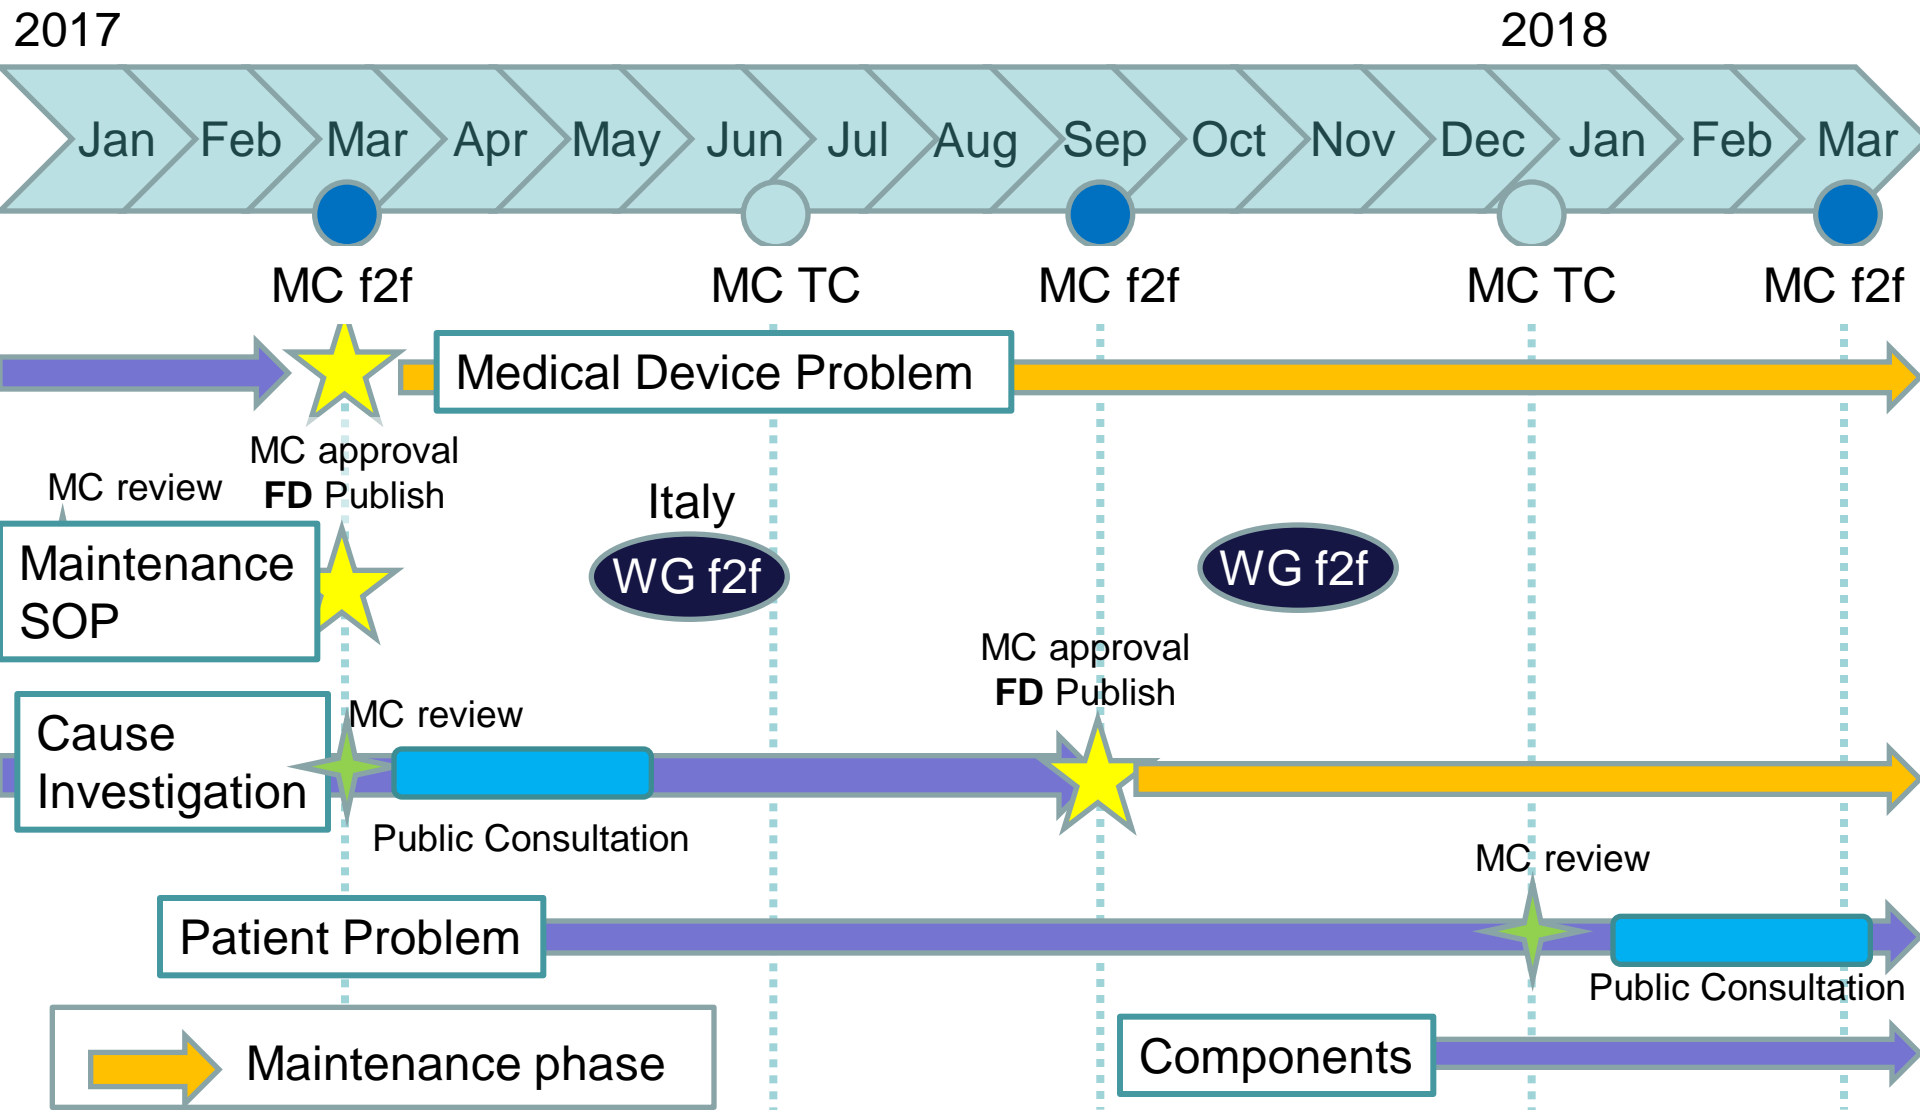 2017
2018
Jan
Feb
Mar
Apr
May
Jun
Jul
Aug
Sep
Oct
Nov
Dec
Jan
Feb
Mar
MC f2f
MC TC
MC f2f
MC TC
MC f2f
Medical Device Problem
MC approval
FD Publish
MC review
Italy
WG f2f
WG f2f
Maintenance
SOP
MC approval
FD Publish
Cause
Investigation
MC review
Public Consultation
MC review
Patient Problem
Public Consultation
Components
Maintenance phase